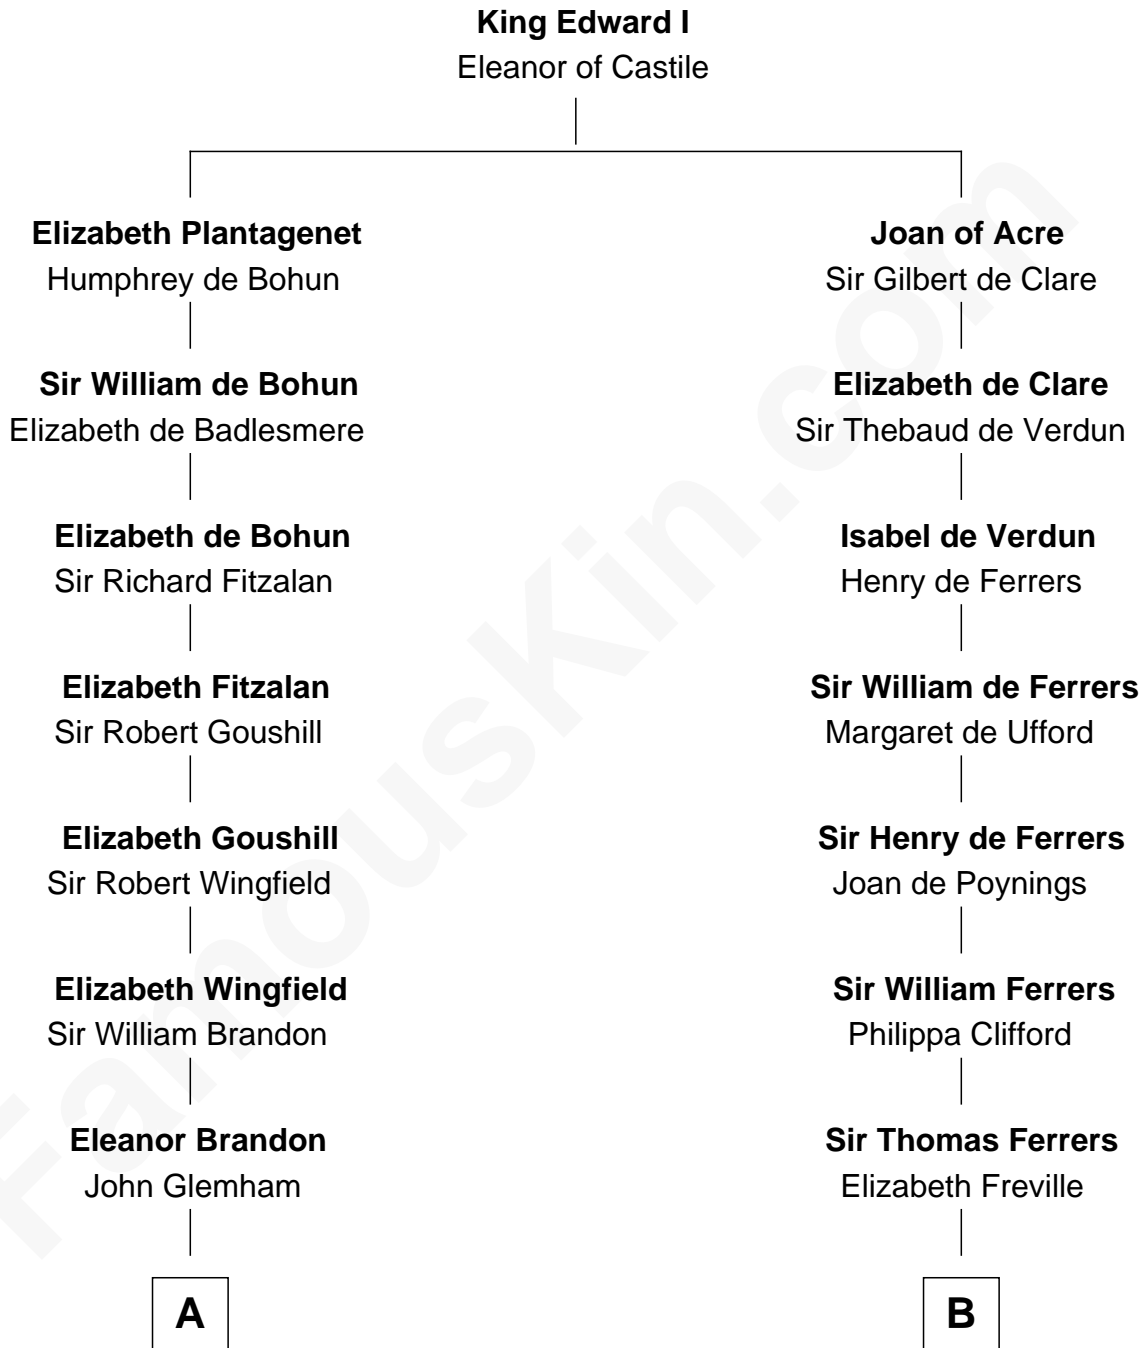 King Edward I
Eleanor of Castile
Elizabeth Plantagenet
Humphrey de Bohun
Sir William de Bohun
Elizabeth de Badlesmere
Elizabeth de Bohun
Sir Richard Fitzalan
Elizabeth Fitzalan
Sir Robert Goushill
Elizabeth Goushill
Sir Robert Wingfield
Elizabeth Wingfield
Sir William Brandon
Eleanor Brandon
John Glemham
A
Joan of Acre
Sir Gilbert de Clare
Elizabeth de Clare
Sir Thebaud de Verdun
Isabel de Verdun
Henry de Ferrers
Sir William de Ferrers
Margaret de Ufford
Sir Henry de Ferrers
Joan de Poynings
Sir William Ferrers
Philippa Clifford
Sir Thomas Ferrers
Elizabeth Freville
B
FamousKin.com